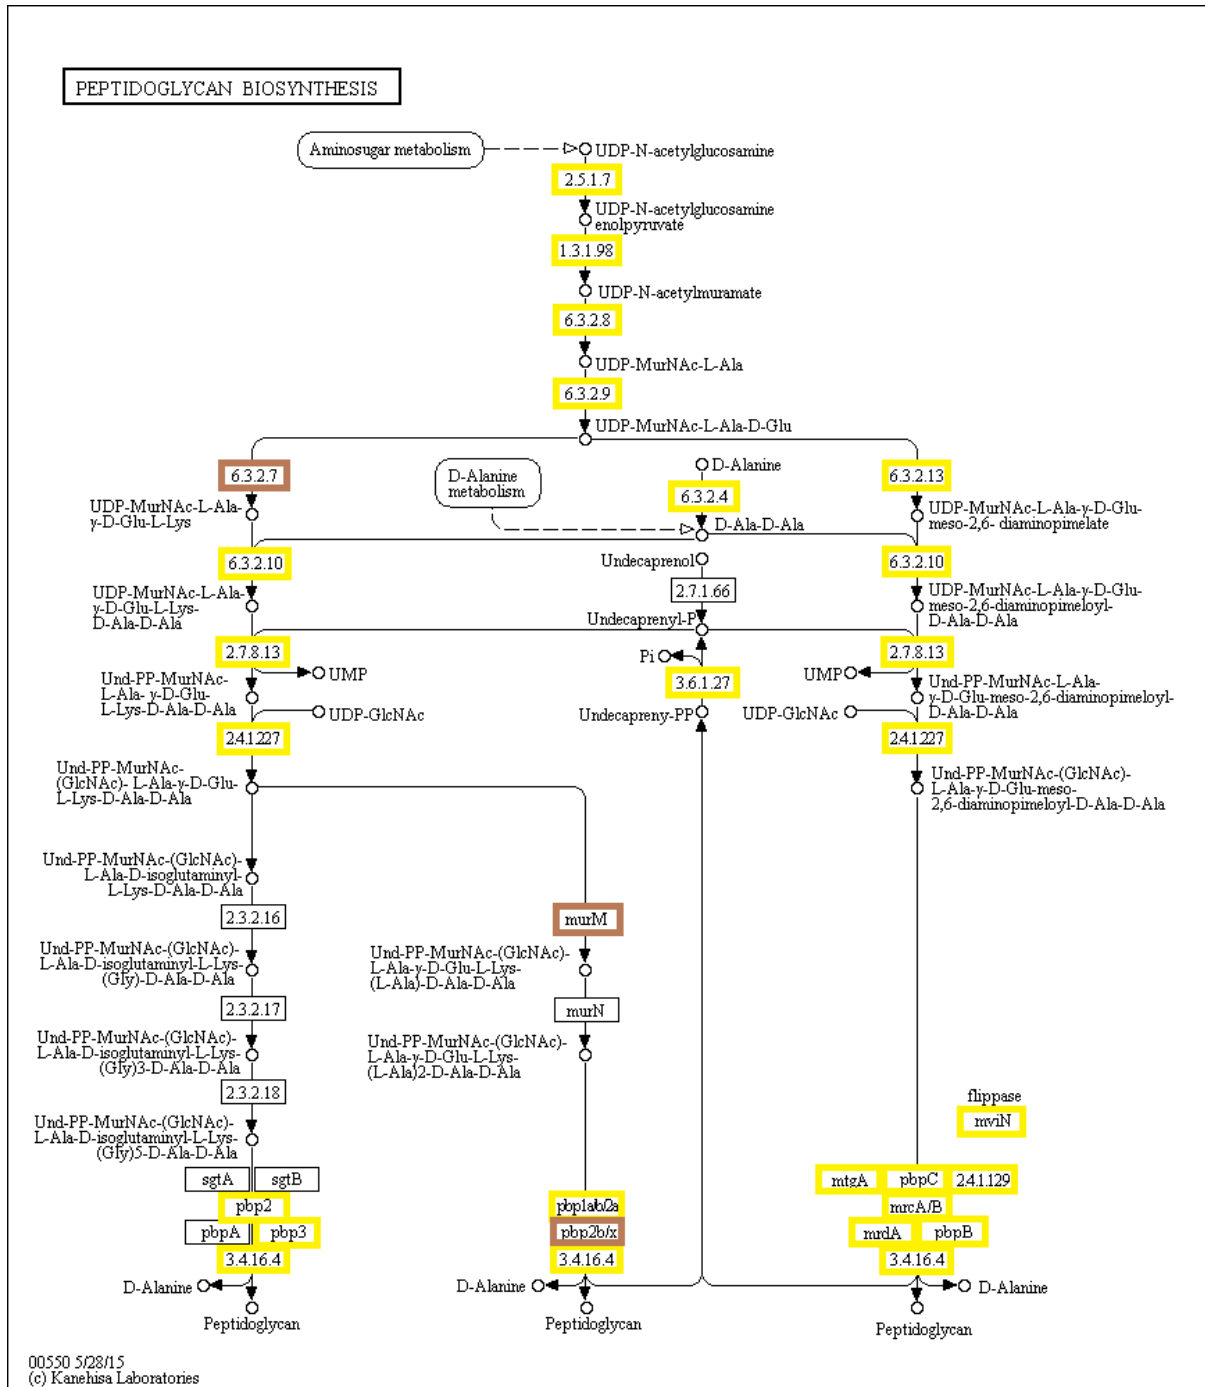 PEPTIDOGLYCAN BIOSYNTHESIS
Aminosugar metabolism
UDP-N-acetylglucosamine
2.5.1.7
UDP-N-acetylglucosamine
enolpyruvate
1.3.1.98
UDP-N-acetylmuramate
6.3.2.8
UDP-MurNAc-L-Ala
6.3.2.9
UDP-MurNAc-L-Ala-D-Glu
6.3.2.7
UDP-MurNAc-L-Ala-
γ-D-Glu-L-Lys
6.3.2.10
UDP-MurNAc-L-Ala-
γ-D-Glu-L-Lys-
D-Ala-D-Ala
2.7.8.13
UMP
Und-PP-MurNAc-
L-Ala- γ-D-Glu-
L-Lys-D-Ala-D-Ala
UDP-GlcNAc
2.4.1.227
Und-PP-MurNAc-
(GlcNAc)- L-Ala-γ-D-Glu-
L-Lys-D-Ala-D-Ala
D-Alanine
metabolism
D-Alanine
6.3.2.4
D-Ala-D-Ala
Undecaprenol
2.7.1.66
Undecaprenyl-P
Pi
3.6.1.27
Undecapreny-PP
6.3.2.13
UDP-MurNAc-L-Ala-γ-D-Glu-
meso-2,6- diaminopimelate
6.3.2.10
UDP-MurNAc-L-Ala-γ-D-Glu-
meso-2,6-diaminopimeloyl-
D-Ala-D-Ala
2.7.8.13
UMP
Und-PP-MurNAc-L-Ala-
γ-D-Glu-meso-2,6-diaminopimeloyl-
D-Ala-D-Ala
UDP-GlcNAc
2.4.1.227
Und-PP-MurNAc-(GlcNAc)-
L-Ala-γ-D-Glu-meso-
2,6-diaminopimeloyl-D-Ala-D-Ala
Und-PP-MurNAc-(GlcNAc)-
L-Ala-D-isoglutaminyl-
L-Lys-D-Ala-D-Ala
2.3.2.16
Und-PP-MurNAc-(GlcNAc)-
L-Ala-D-isoglutaminyl-L-Lys-
(Gly)-D-Ala-D-Ala
2.3.2.17
Und-PP-MurNAc-(GlcNAc)-
L-Ala-D-isoglutaminyl-L-Lys-
(Gly)3-D-Ala-D-Ala
2.3.2.18
Und-PP-MurNAc-(GlcNAc)-
L-Ala-D-isoglutaminyl-L-Lys-
(Gly)5-D-Ala-D-Ala
sgtA sgtB
pbp2
pbpA pbp3
3.4.16.4
D-Alanine
Peptidoglycan
murM
Und-PP-MurNAc-(GlcNAc)-
L-Ala-γ-D-Glu-L-Lys-
(L-Ala)-D-Ala-D-Ala
murN
Und-PP-MurNAc-(GlcNAc)-
L-Ala-γ-D-Glu-L-Lys-
(L-Ala)2-D-Ala-D-Ala
pbp1a/b/2a
pbp2b/x
3.4.16.4
D-Alanine
Peptidoglycan
flippase
mviN
mtgA pbpC 2.4.1.129
mrcA/B
mrdA pbpB
3.4.16.4
D-Alanine
Peptidoglycan
00550 5/28/15
(c) Kanehisa Laboratories